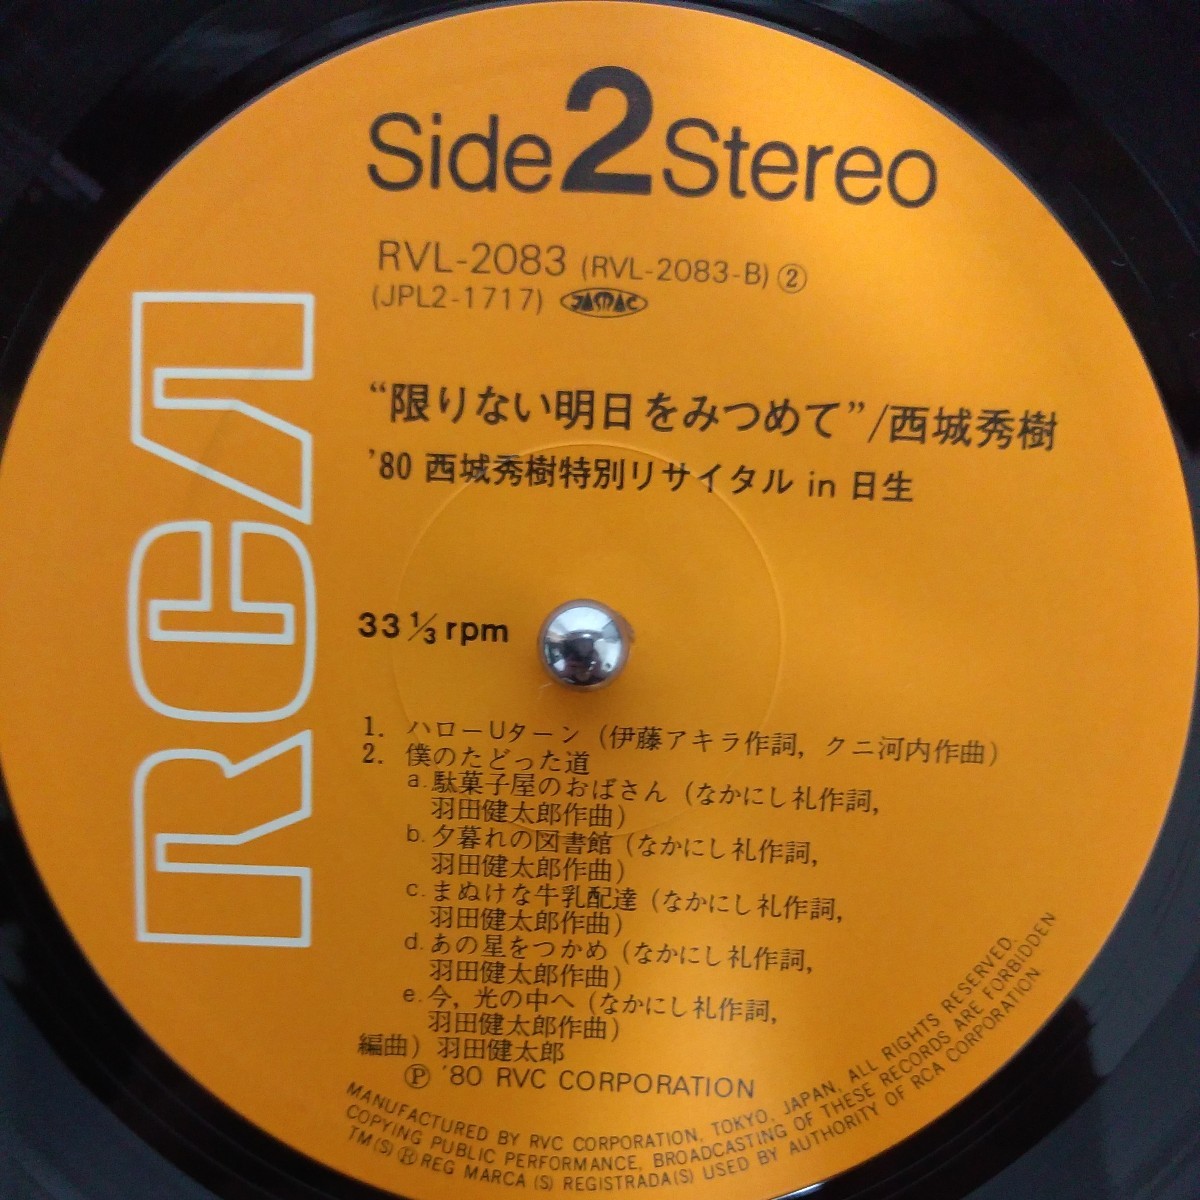 Side 2 Stereo
RVL-2083 (RVL-2083-B) ②
(JPL2-1717) JASMAC
RCA
“限りない明日をみつめて”/西城秀樹
'80 西城秀樹特別リサイタル in 日生
33 1/3 rpm
1. ハローUターン (伊藤アキラ作詞, クニ河内作曲)
2. 僕のたどった道
a. 駄菓子屋のおばさん (なかにし礼作詞,
羽田健太郎作曲)
b. 夕暮れの図書館 (なかにし礼作詞,
羽田健太郎作曲)
c. まぬけな牛乳配達 (なかにし礼作詞,
羽田健太郎作曲)
d. あの星をつかめ (なかにし礼作詞,
羽田健太郎作曲)
e. 今, 光の中へ (なかにし礼作詞,
羽田健太郎作曲)
編曲) 羽田健太郎
Ⓟ '80 RVC CORPORATION
MANUFACTURED BY RVC CORPORATION, TOKYO, JAPAN, ALL RIGHTS RESERVED.
COPYING PUBLIC PERFORMANCE, BROADCASTING OF THESE RECORDS ARE FORBIDDEN
TM(S) ® REG MARCA (S) REGISTRADA(S) USED BY AUTHORITY OF RCA CORPORATION.